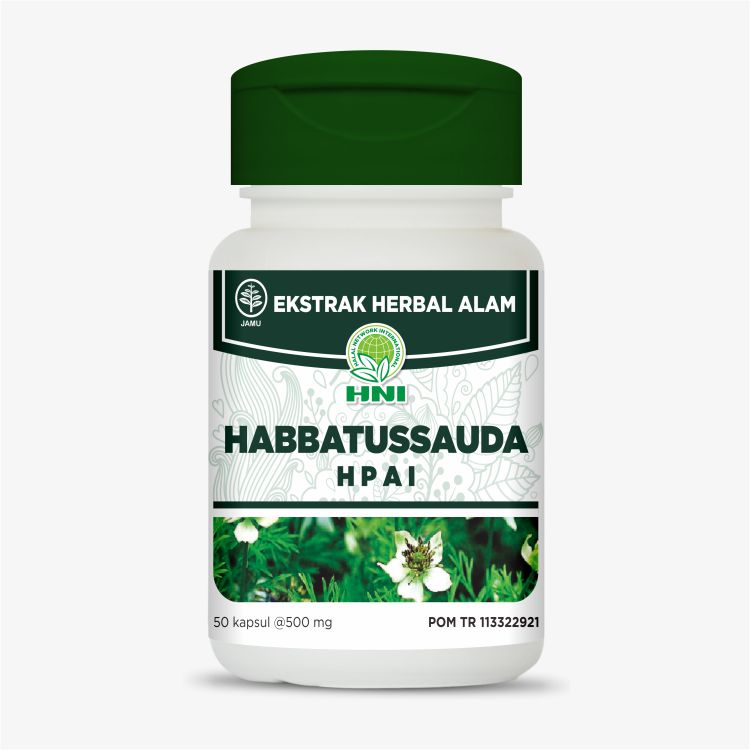 JAMU
EKSTRAK HERBAL ALAM
HALAL NETWORK INTERNATIONAL
HNI
HABBATUSSAUDA
HPAI
50 kapsul @500 mg
POM TR 113322921